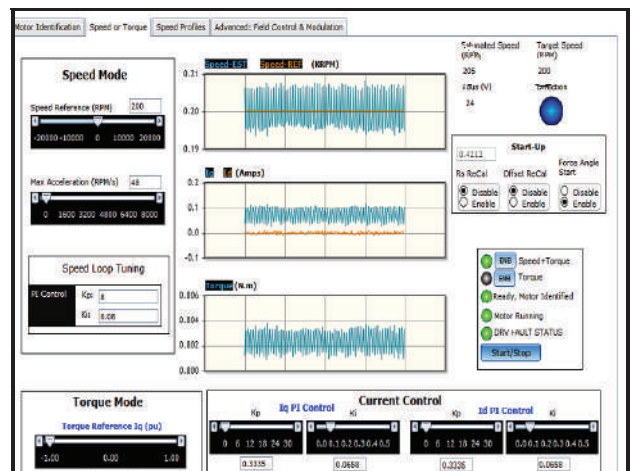 Motor Identification Speed or Torque Speed Profiles Advanced: Field Control & Modulation
Speed Mode
Speed Reference (RPM) 200
-20000 -10000 0 10000 20000
Max Acceleration (RPM/s) 48
0 1600 3200 4800 6400 8000
Speed Loop Tuning
PI Control Kp: 8
Ki: 0.08
Speed-EST Speed-REF (KRPM)
0.21
0.20
0.19
(Amps)
0.2
0.1
0.0
-0.1
Torque (N.m)
0.006
0.004
0.002
0.000
Estimated Speed (RPM)
205
Target Speed (RPM)
200
(V)
24
Start-Up
0.4212
Rs ReCal Offset ReCal Force Angle Start
Disable Disable Disable
Enable Enable Enable
ENB Speed+Torque
ENB Torque
Ready, Motor Identified
Motor Running
DRV FAULT STATUS
Start/Stop
Torque Mode
Torque Reference Iq (pu)
-1.00 0.00 1.00
Current Control
Kp Iq PI Control Ki Kp Id PI Control Ki
0 6 12 18 24 30 0.0 0.1 0.2 0.3 0.4 0.5 0 6 12 18 24 30 0.0 0.1 0.2 0.3 0.4 0.5
0.3335 0.0658 0.3335 0.0658